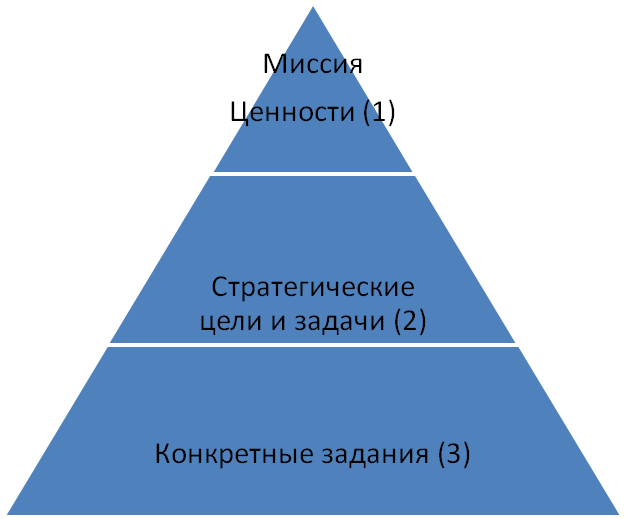 Миссия
Ценности (1)
Стратегические
цели и задачи (2)
Конкретные задания (3)